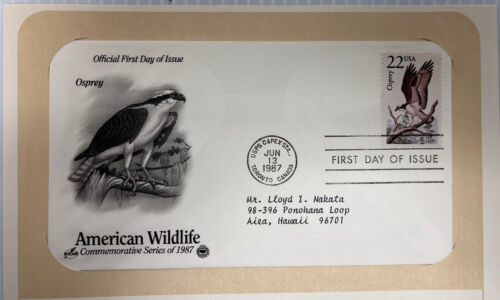 Official First Day of Issue
Osprey
22 USA
Osprey
USPS CAPEX STA.
JUN
13
1987
TORONTO CANADA
FIRST DAY OF ISSUE
Mr. Lloyd I. Nakata
98-396 Ponohana Loop
Aiea, Hawaii 96701
American Wildlife
Commemorative Series of 1987